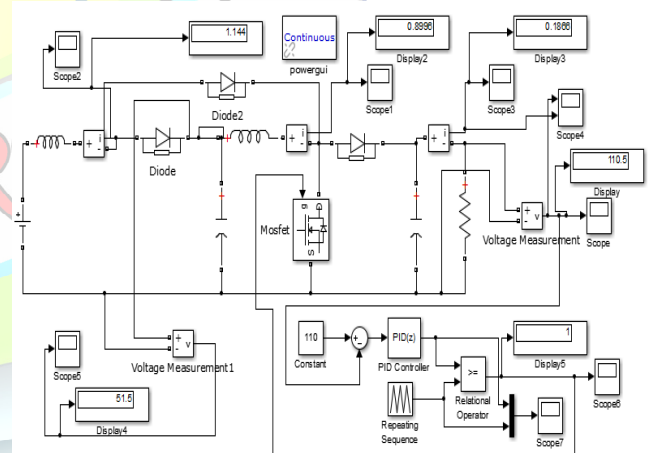 1.144
Scope2
Continuous
powergui
0.8996
Display2
Scope1
0.1866
Display3
Scope3
Scope4
Diode2
Diode
i
+
-
i
+
-
i
+
-
110.5
Display
Mosfet
g
D
S
+
-
v
Voltage Measurement
Scope
Scope5
+
-
v
Voltage Measurement1
51.5
Display4
110
Constant
PID(z)
PID Controller
>=
Relational
Operator
Repeating
Sequence
1
Display5
Scope6
Scope7